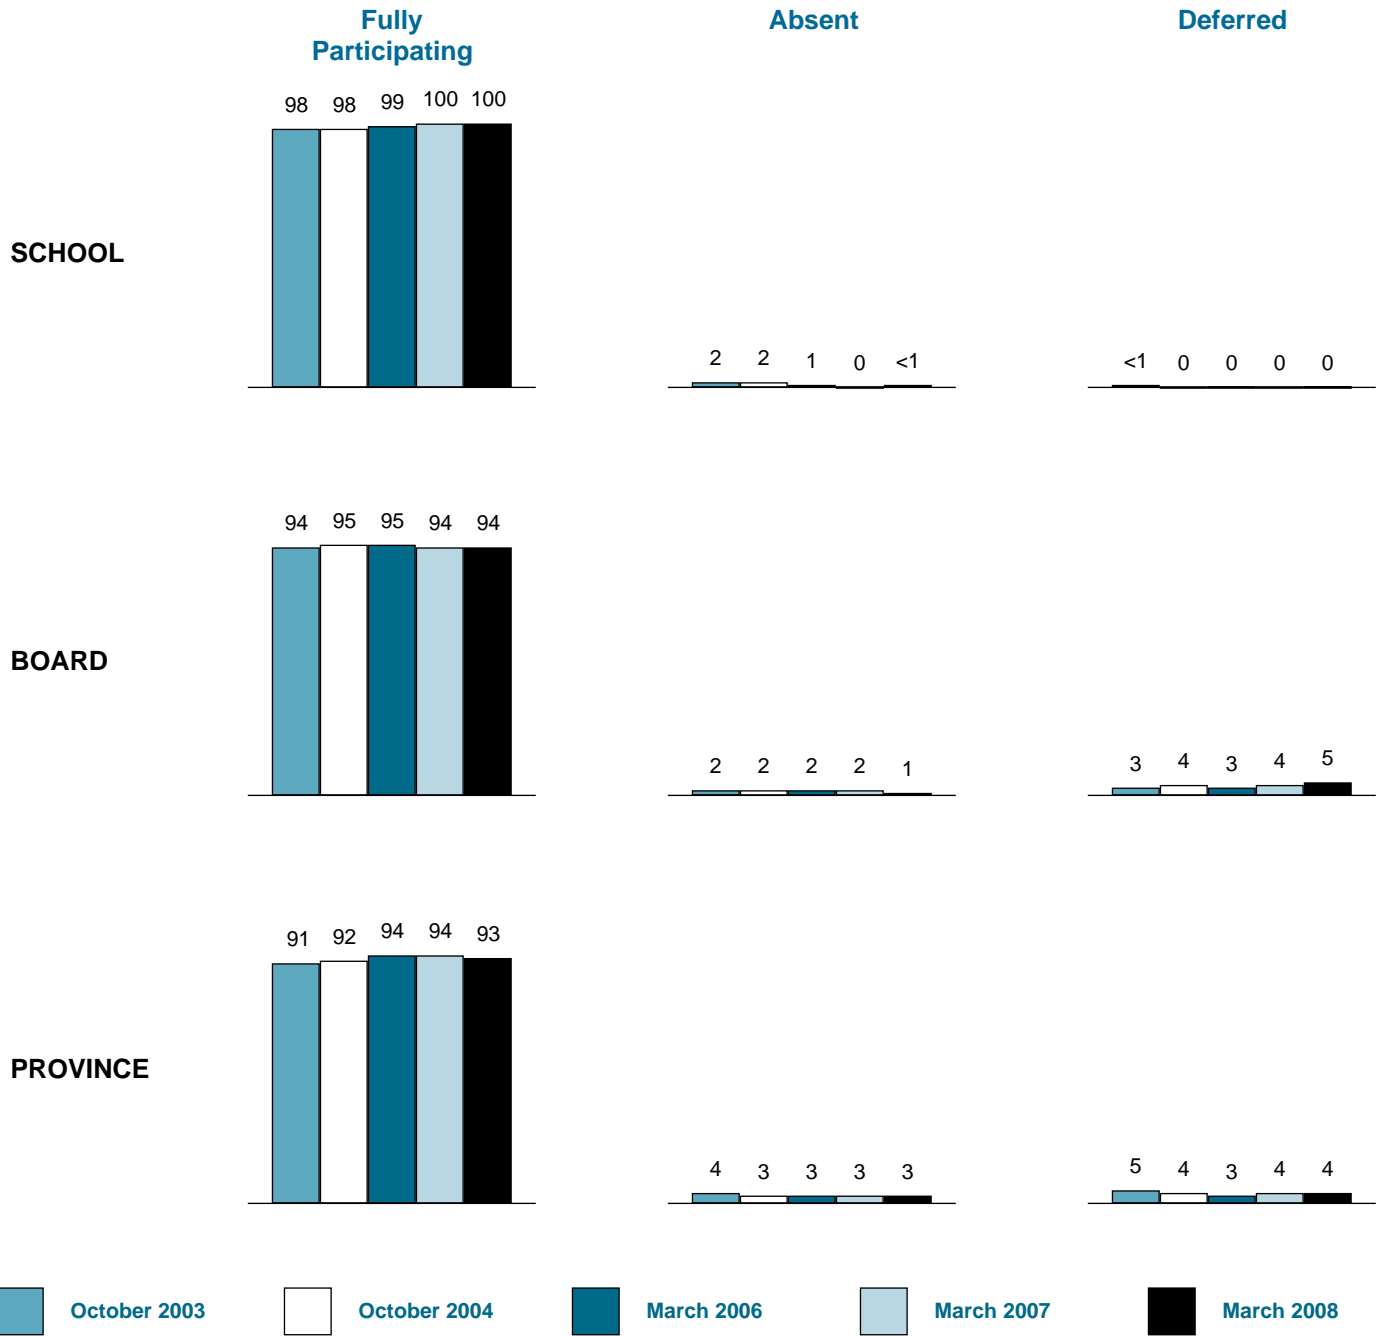 Fully
Participating
Absent
Deferred
98 98 99 100 100
SCHOOL
2 2 1 0 <1
<1 0 0 0 0
94 95 95 94 94
BOARD
2 2 2 2 1
3 4 3 4 5
91 92 94 94 93
PROVINCE
4 3 3 3 3
5 4 3 4 4
October 2003
October 2004
March 2006
March 2007
March 2008